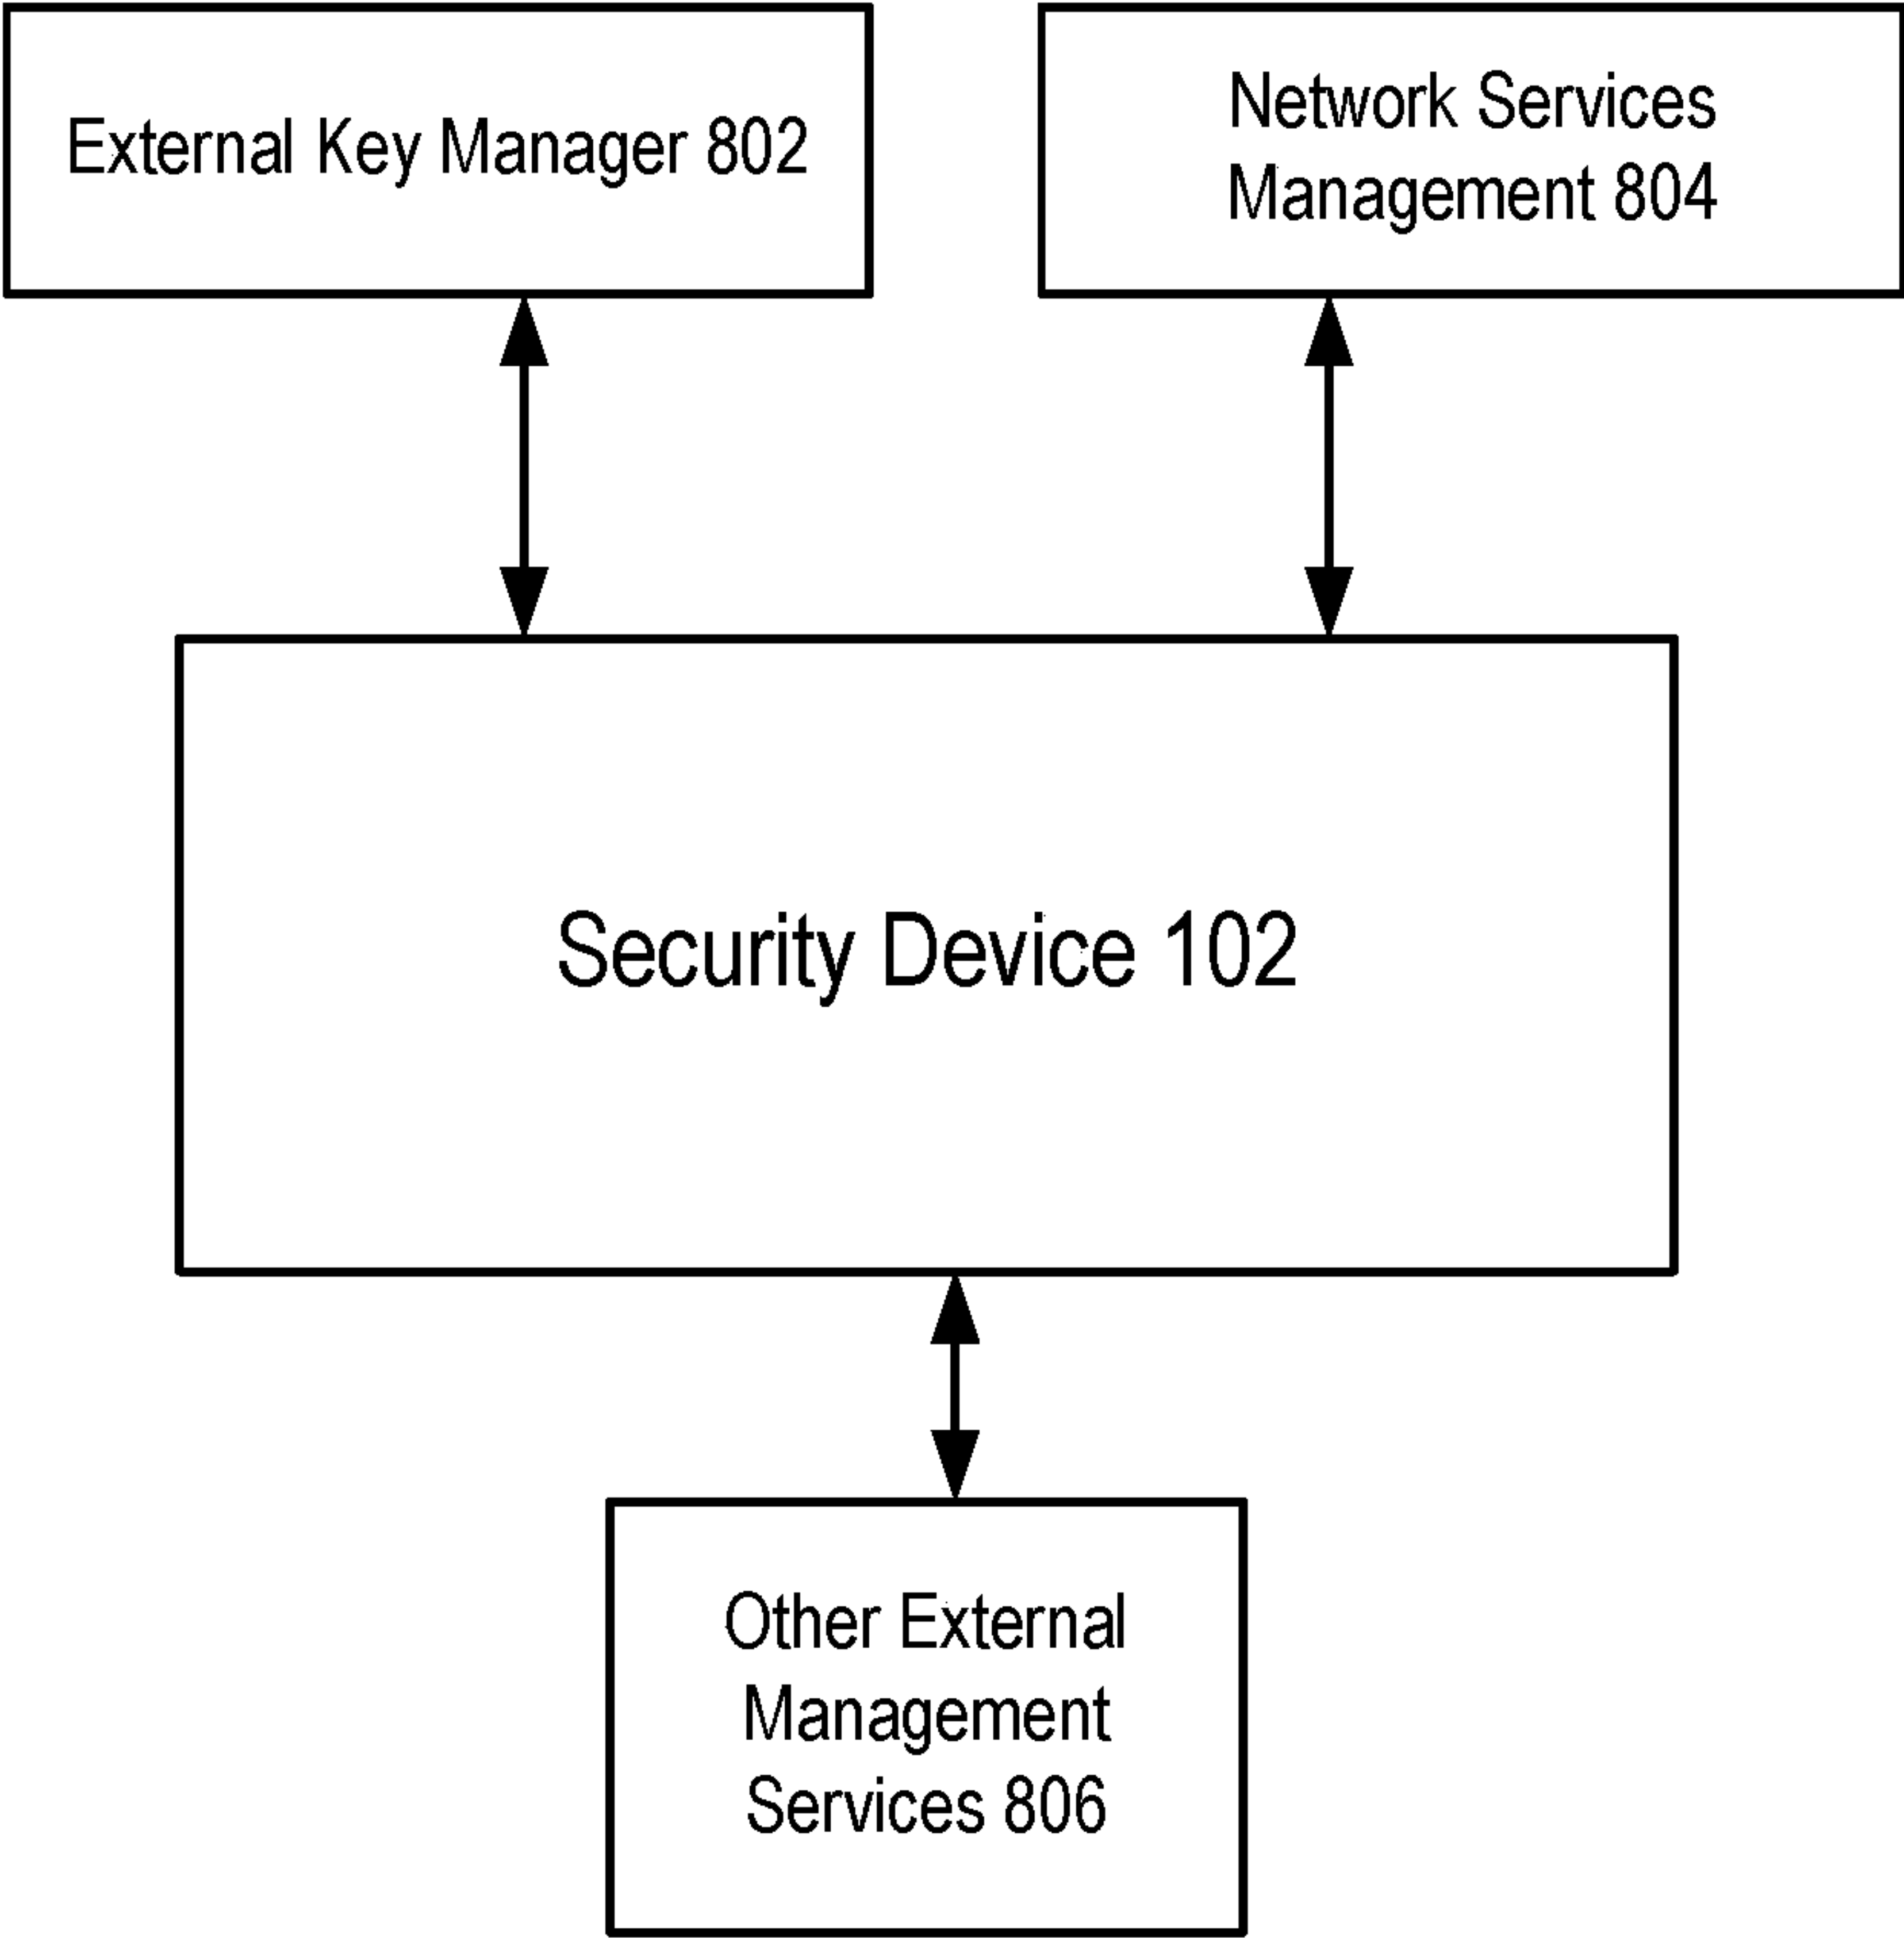 External Key Manager 802
Network Services
Management 804
Security Device 102
Other External
Management
Services 806